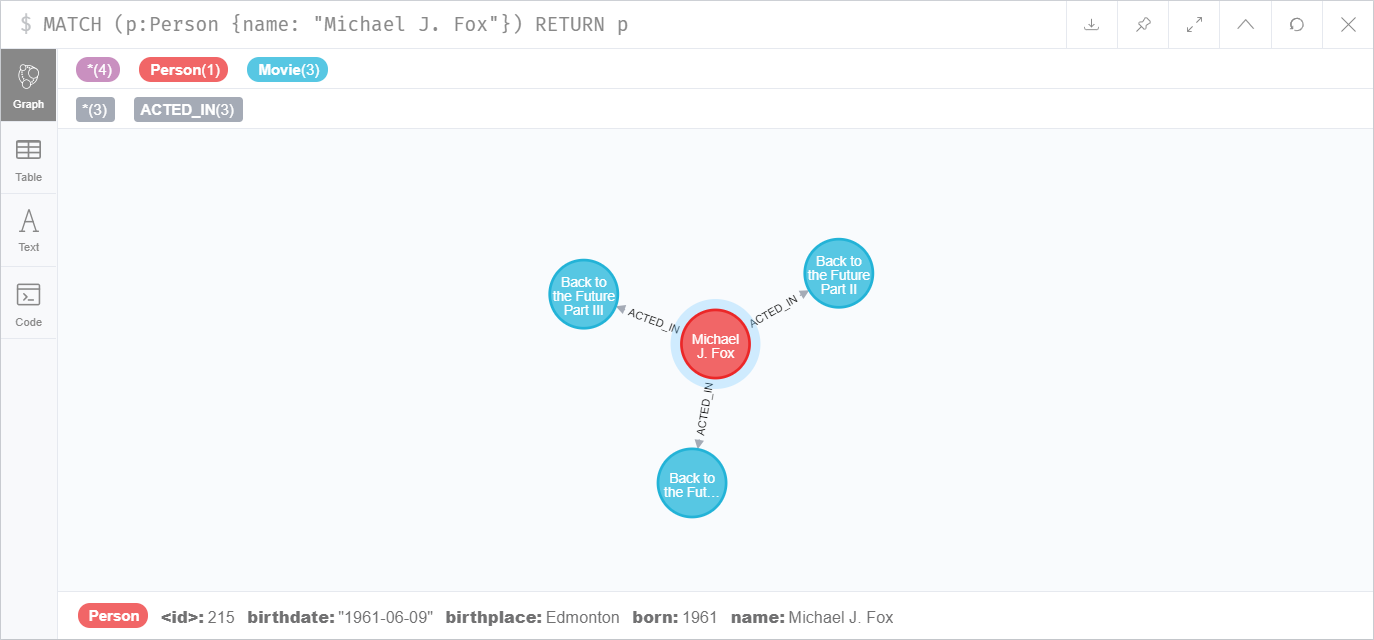 $ MATCH (p:Person {name: "Michael J. Fox"}) RETURN p
*(4) Person(1) Movie(3)
*(3) ACTED_IN(3)
Graph
Table
Text
Code
Back to
the Future
Part II
Back to
the Future
Part III
ACTED_IN
ACTED_IN
Michael
J. Fox
ACTED_IN
Back to
the Fut…
Person <id>: 215 birthdate: "1961-06-09" birthplace: Edmonton born: 1961 name: Michael J. Fox